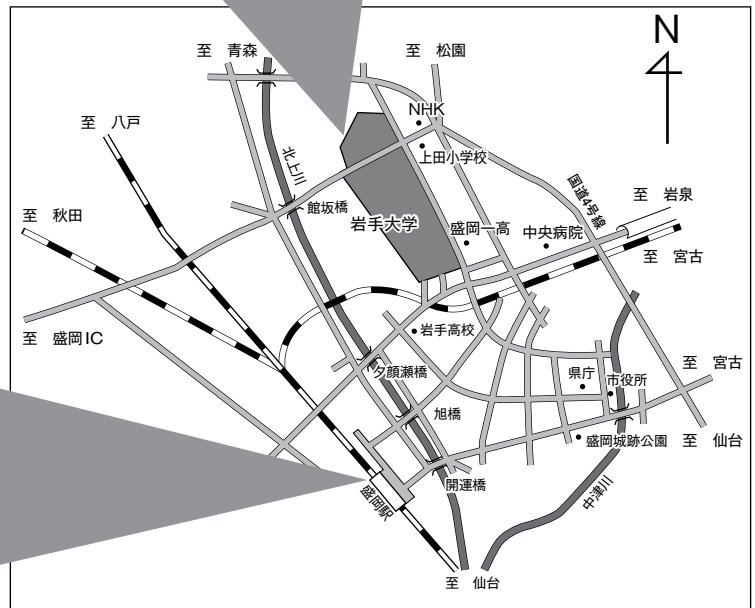 N
至　青森
至　松園
NHK
至　八戸
上田小学校
北上川
国道4号線
至　岩泉
至　秋田
館坂橋
岩手大学
盛岡一高
中央病院
至　宮古
至　盛岡IC
岩手高校
夕顔瀬橋
県庁
市役所
至　宮古
旭橋
盛岡城跡公園
至　仙台
開運橋
盛岡駅
中津川
至　仙台